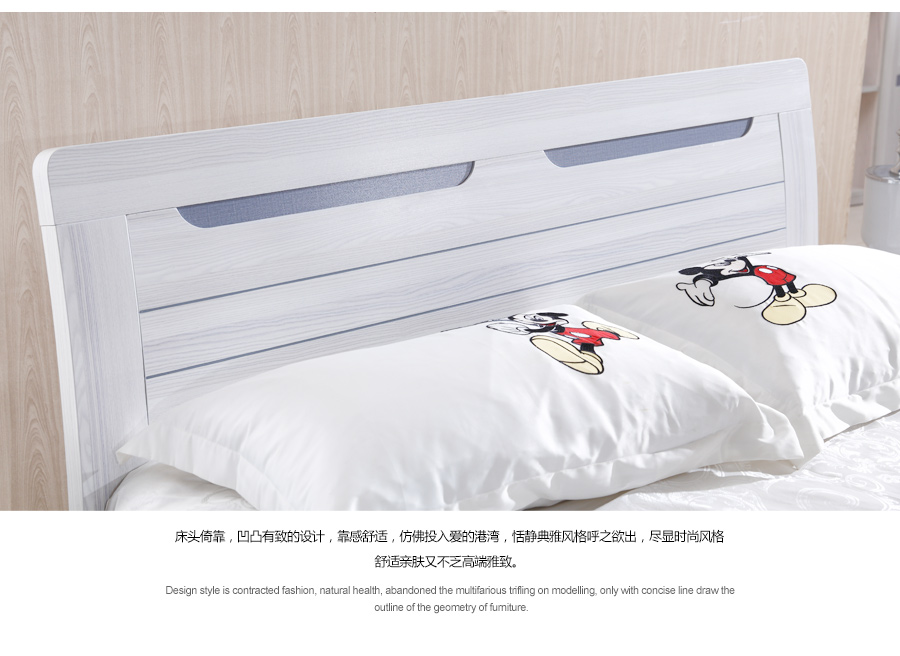 床头倚靠，凹凸有致的设计，靠感舒适，仿佛投入爱的港湾，恬静典雅风格呼之欲出，尽显时尚风格
舒适亲肤又不乏高端雅致。
Design style is contracted fashion, natural health, abandoned the multifarious trifling on modelling, only with concise line draw the
outline of the geometry of furniture.